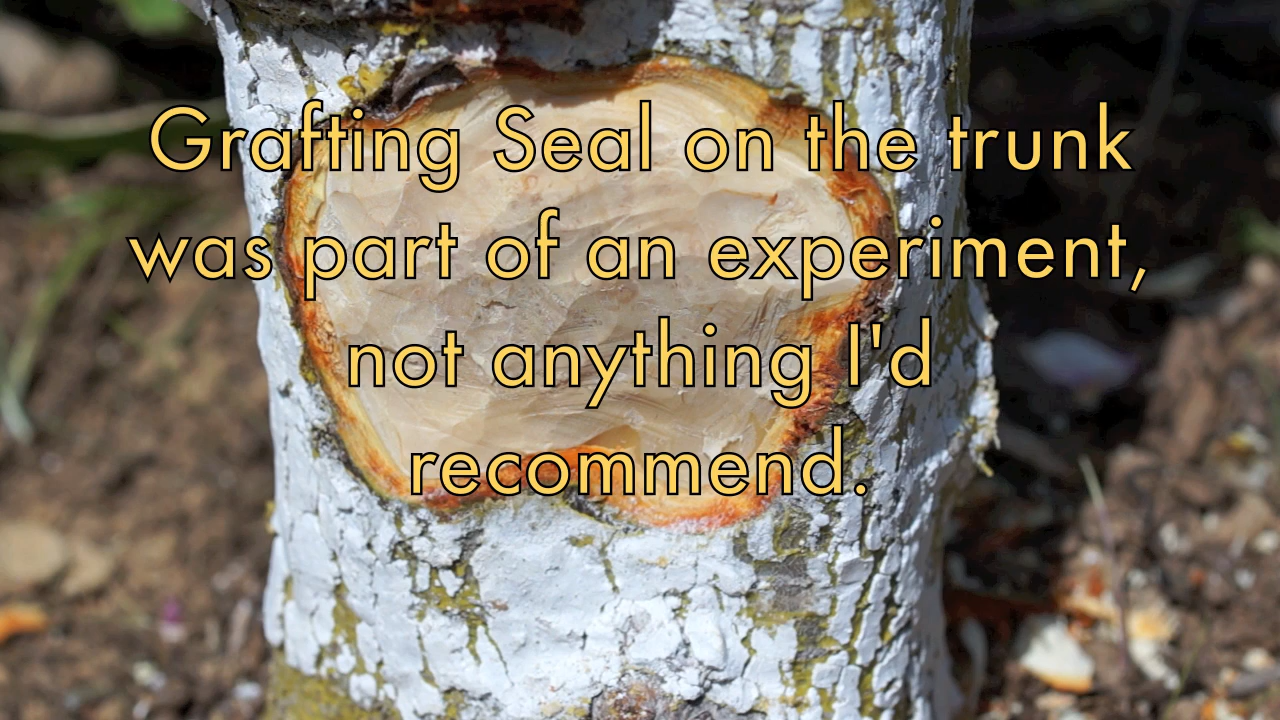 Grafting Seal on the trunk
was part of an experiment,
not anything I'd
recommend.